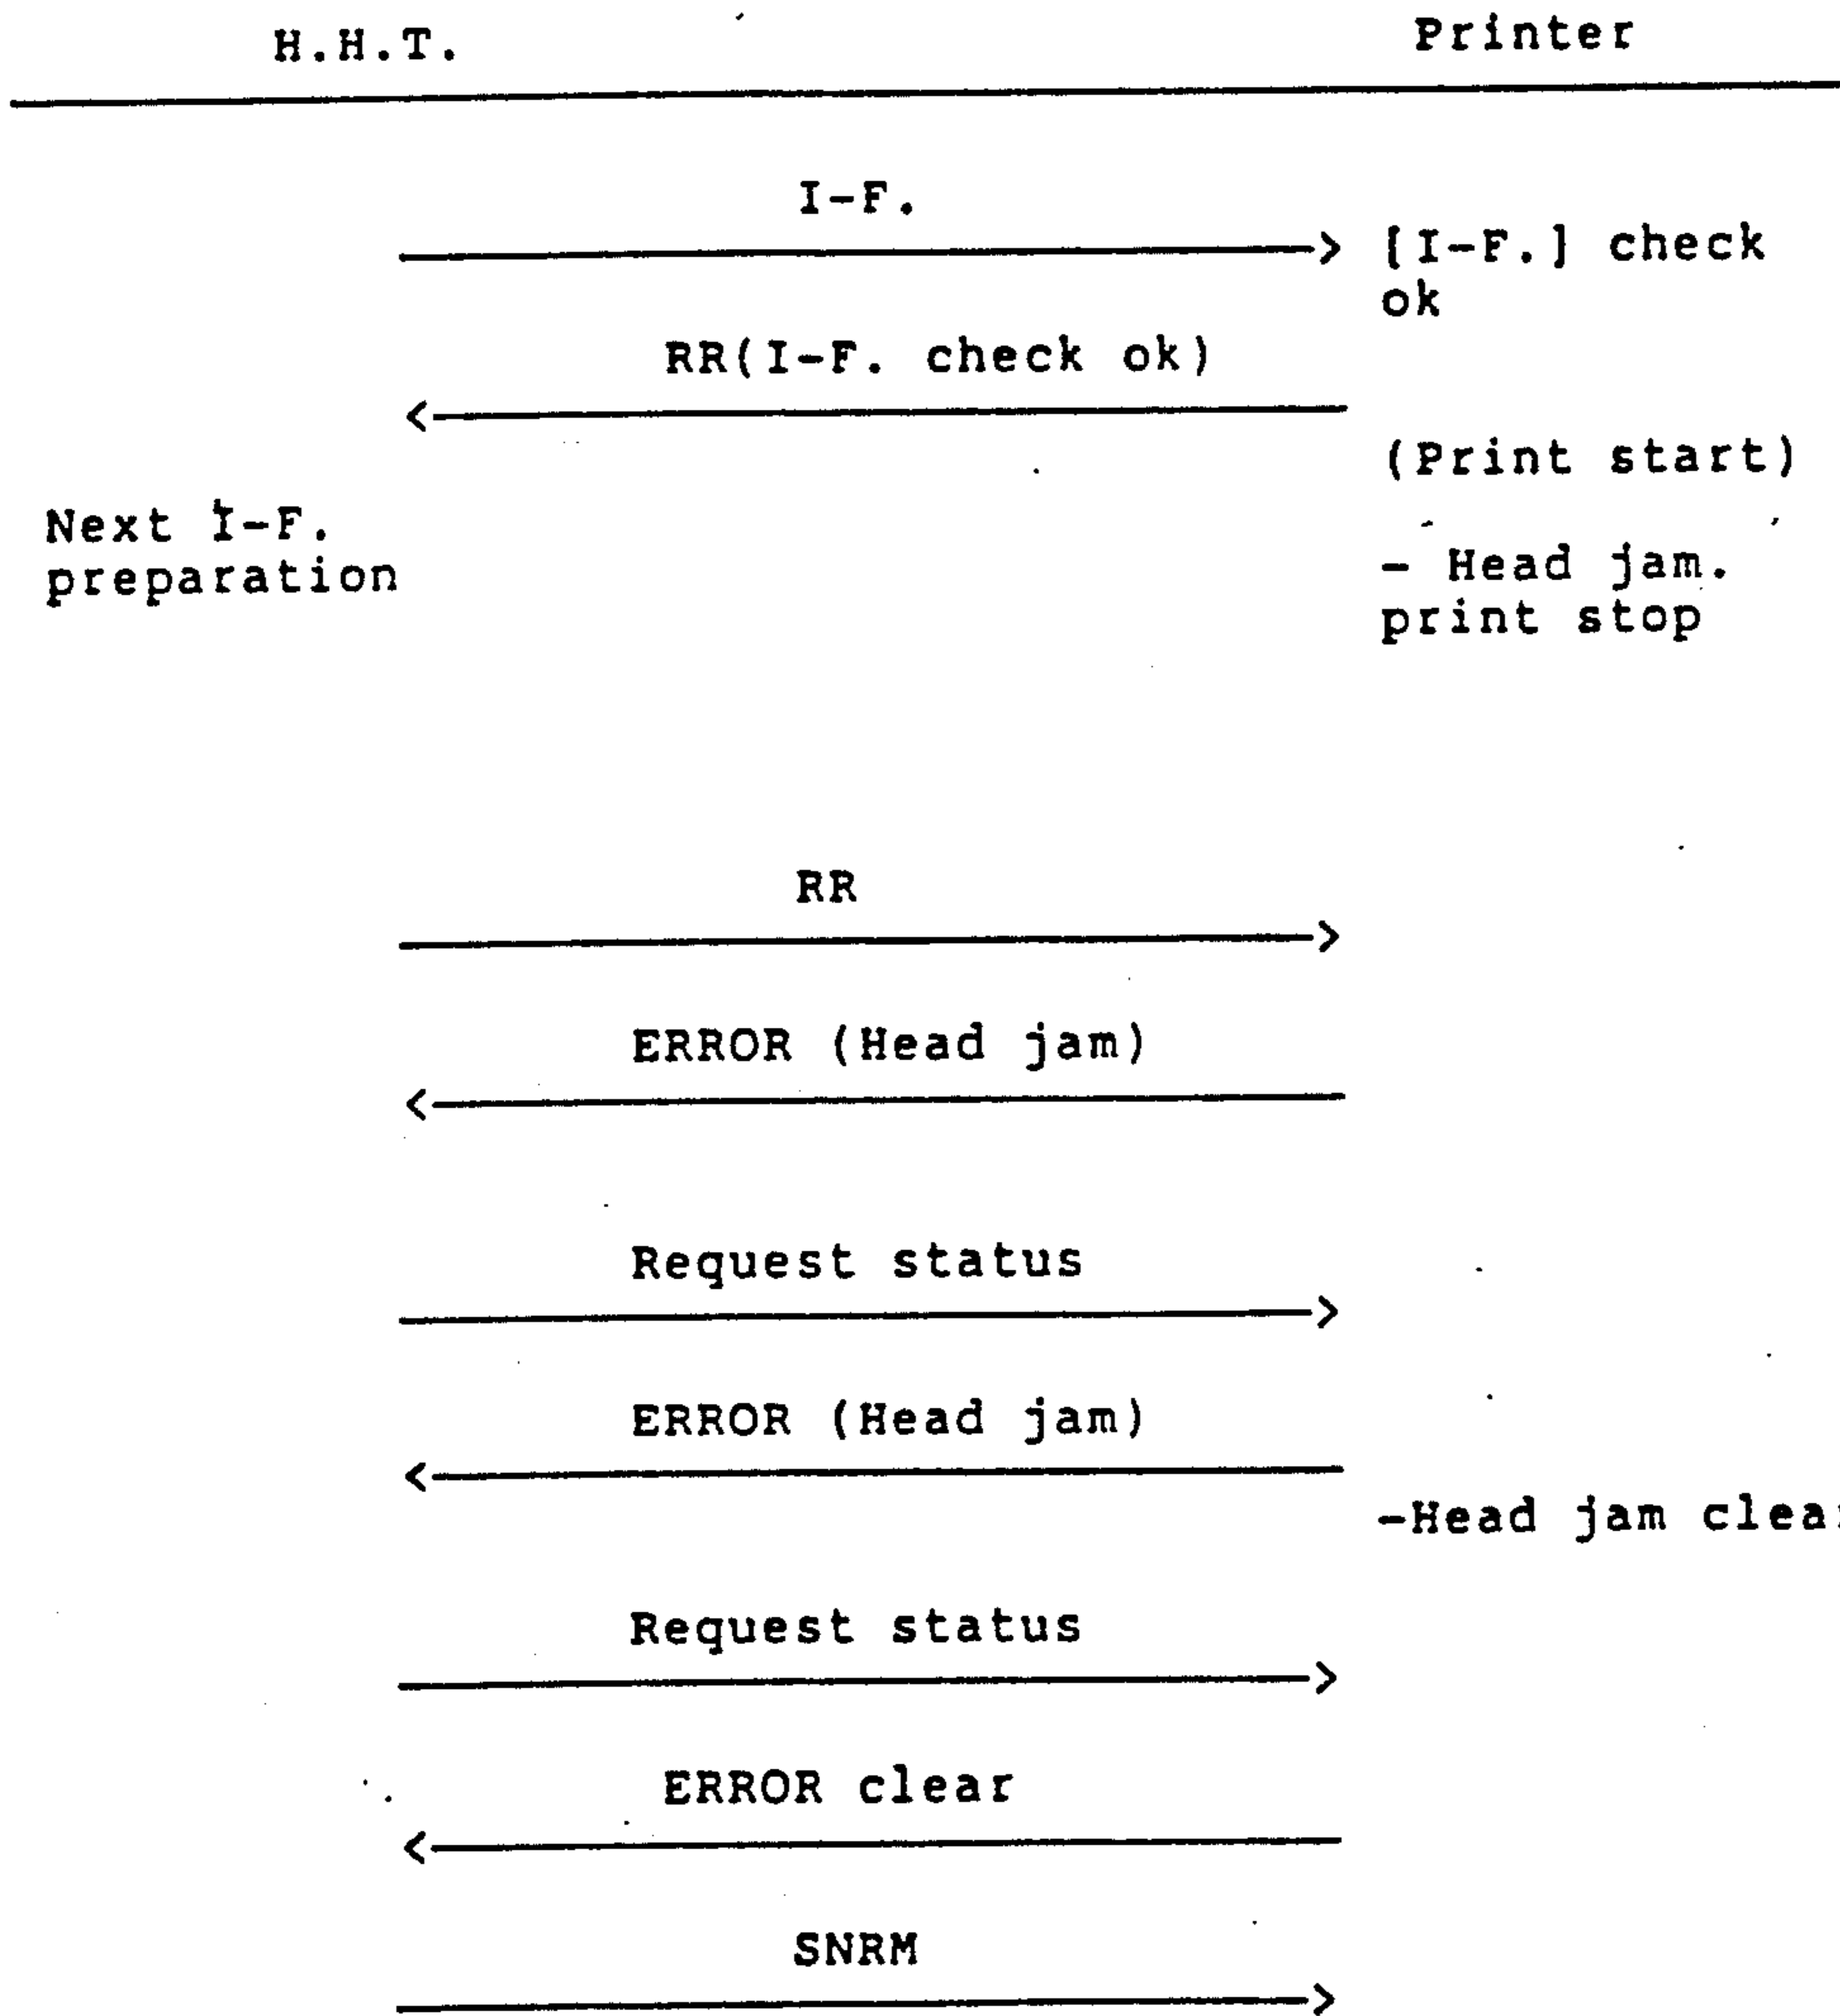 H.H.T. Printer
I-F.
[I-F.] check
ok
RR(I-F. check ok)
(Print start)
Next I-F.
preparation
- Head jam.
print stop
RR
ERROR (Head jam)
Request status
ERROR (Head jam)
-Head jam clear
Request status
ERROR clear
SNRM